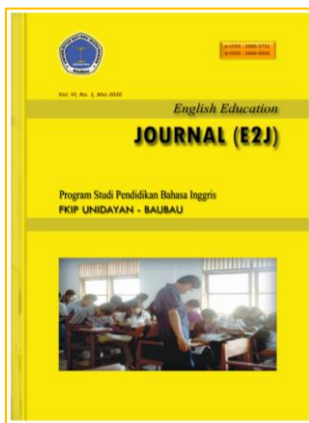 Vol. VI, No. 1, Mei 2020
English Education
JOURNAL (E2J)
Program Studi Pendidikan Bahasa Inggris
FKIP UNIDAYAN - BAUBAU